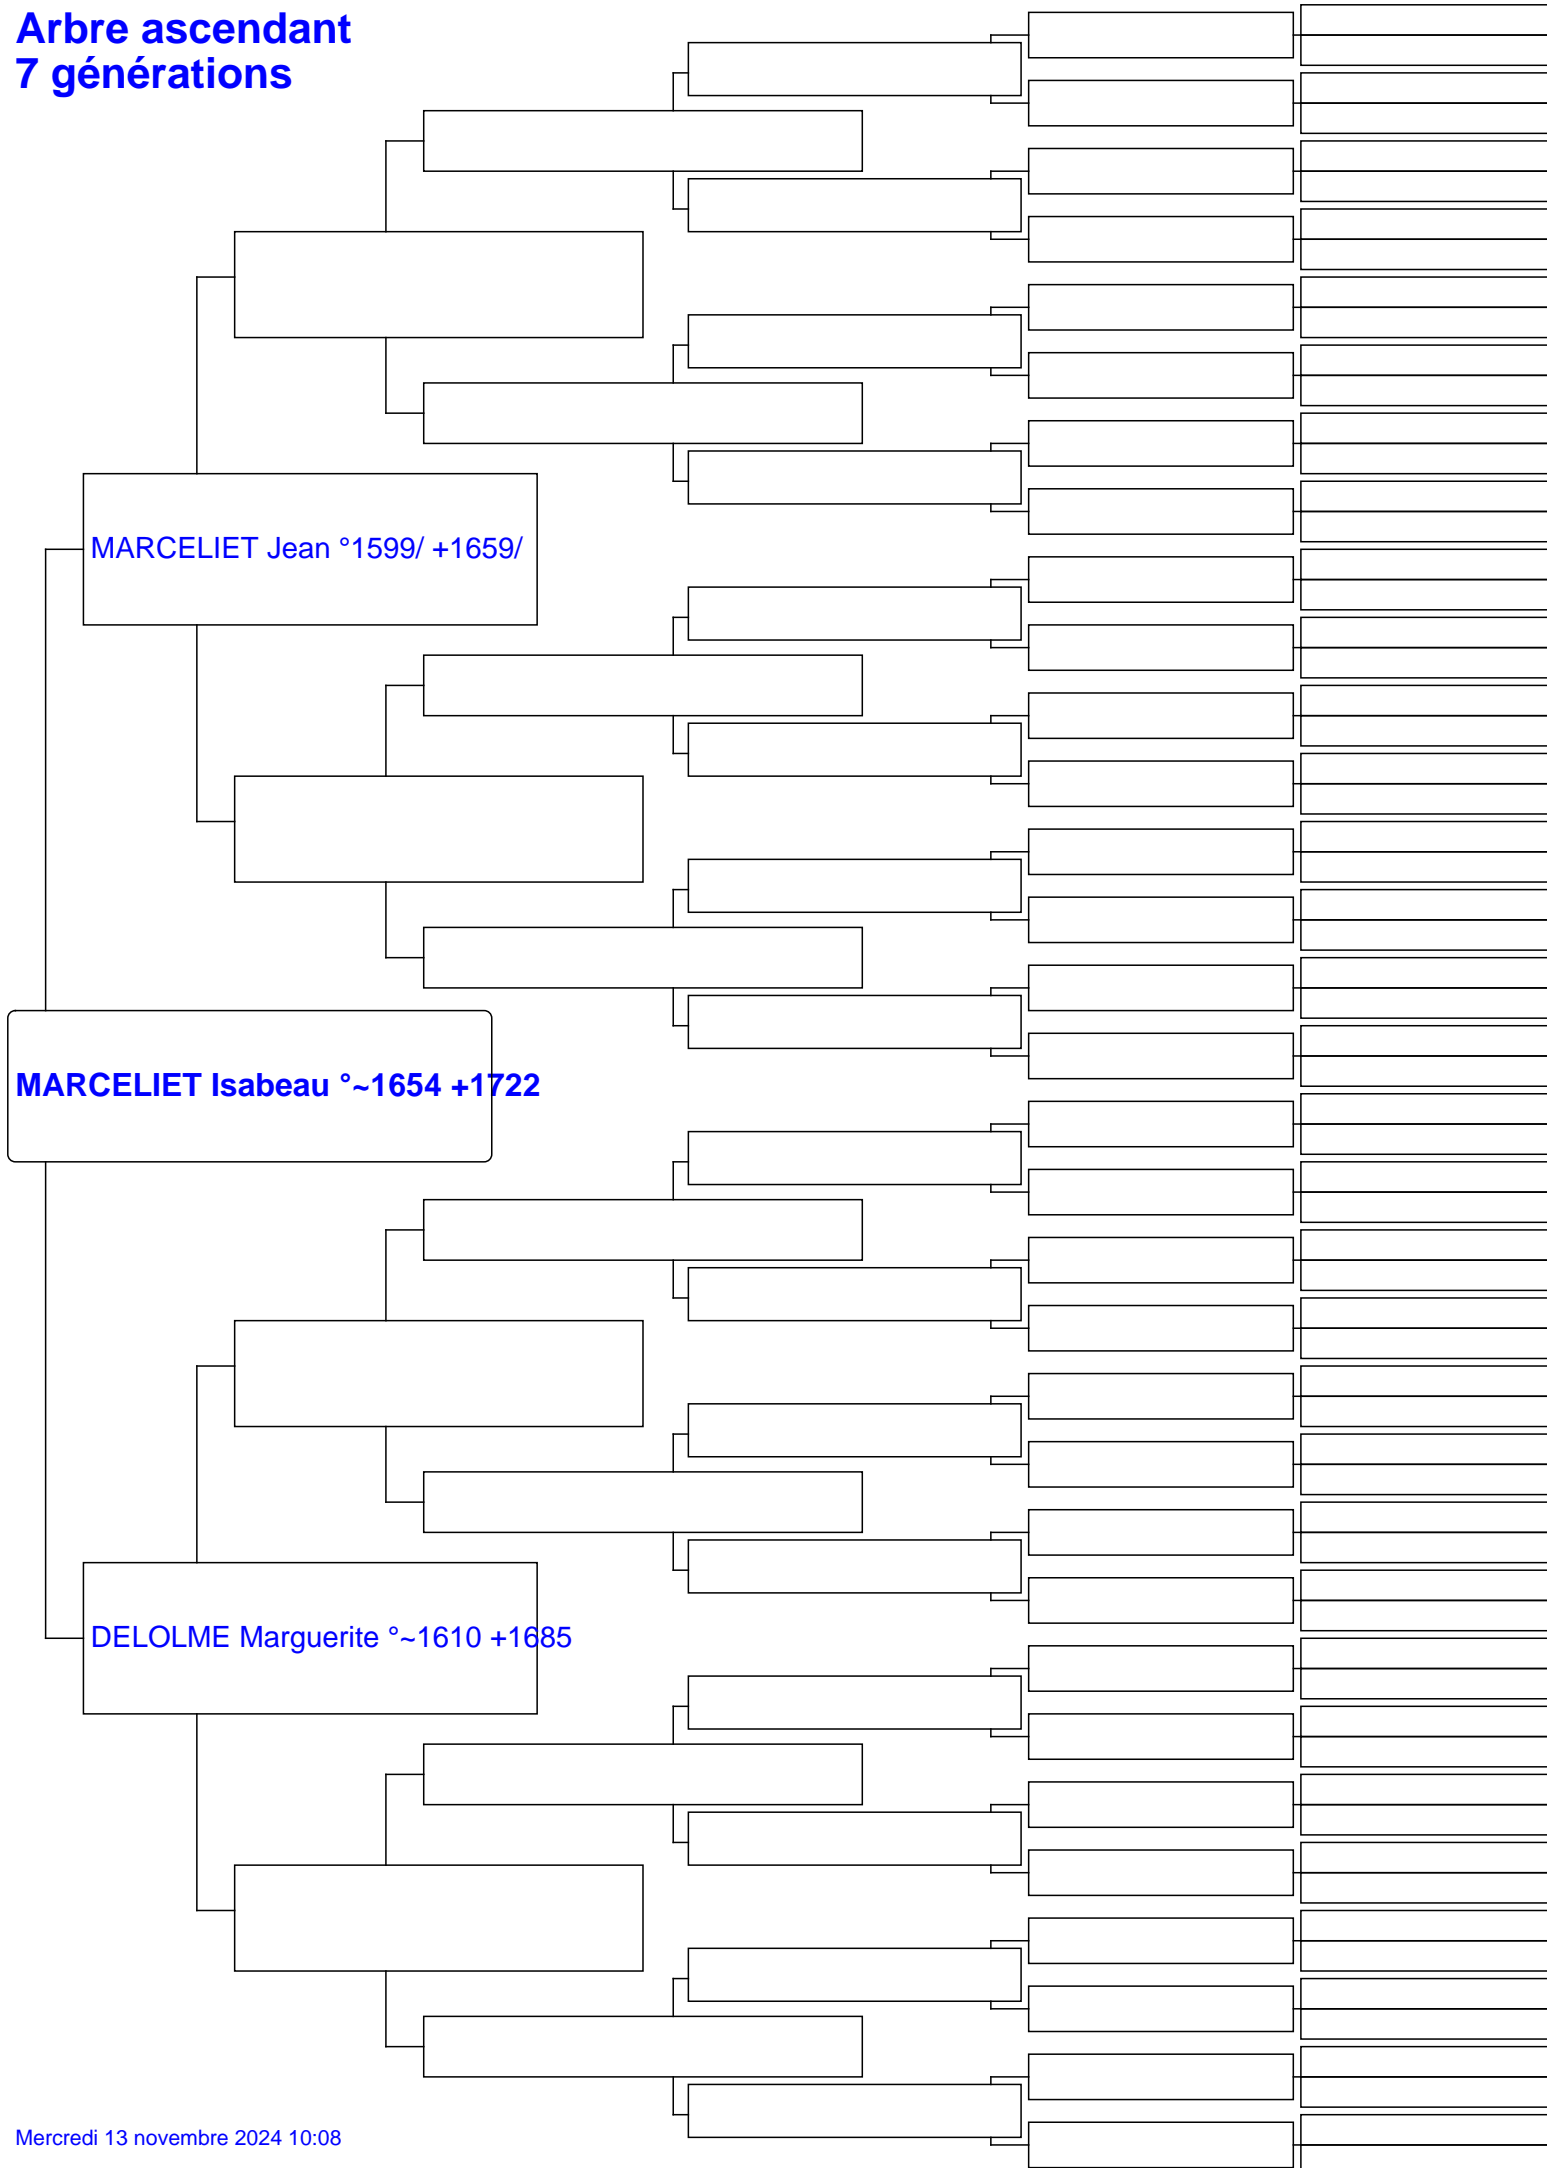 Arbre ascendant
7 générations
MARCELIET Jean °1599/ +1659/
MARCELIET Isabeau °~1654 +1722
DELOLME Marguerite °~1610 +1685
Mercredi 13 novembre 2024 10:08